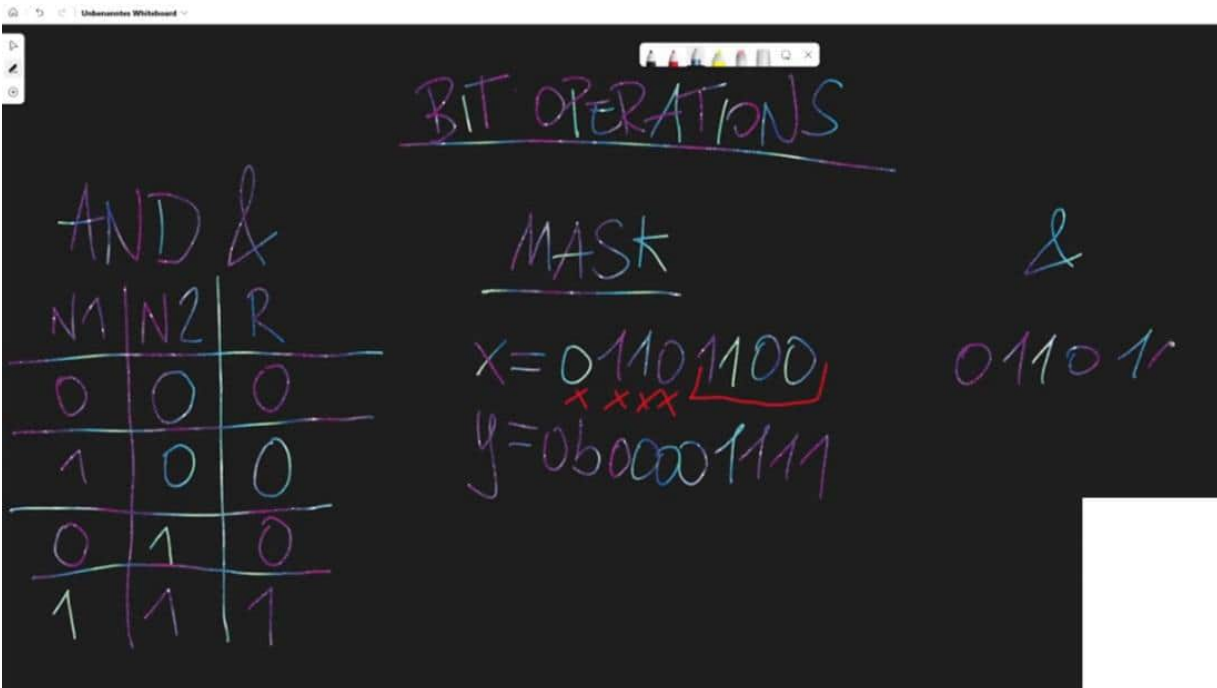 Unbenanntes Whiteboard
BIT OPERATIONS
AND &
N1 N2 R
0 0 0
1 0 0
0 1 0
1 1 1
MASK
x=01101100
x x x x
y=0b00001111
&
01101